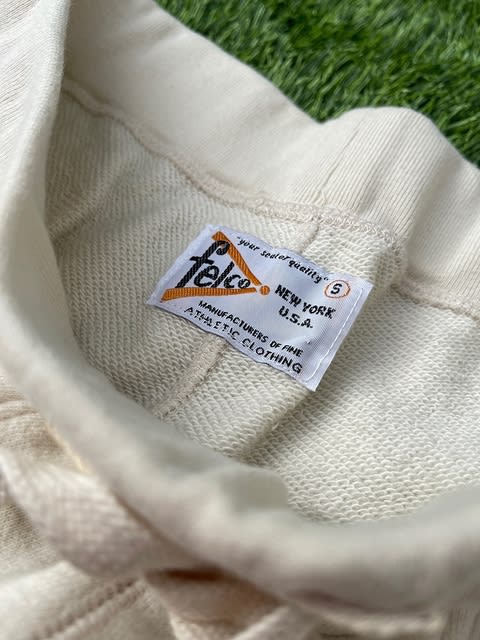 "your seal of quality"
felco
S
NEW YORK
U.S.A.
MANUFACTURERS OF FINE
ATHLETIC CLOTHING